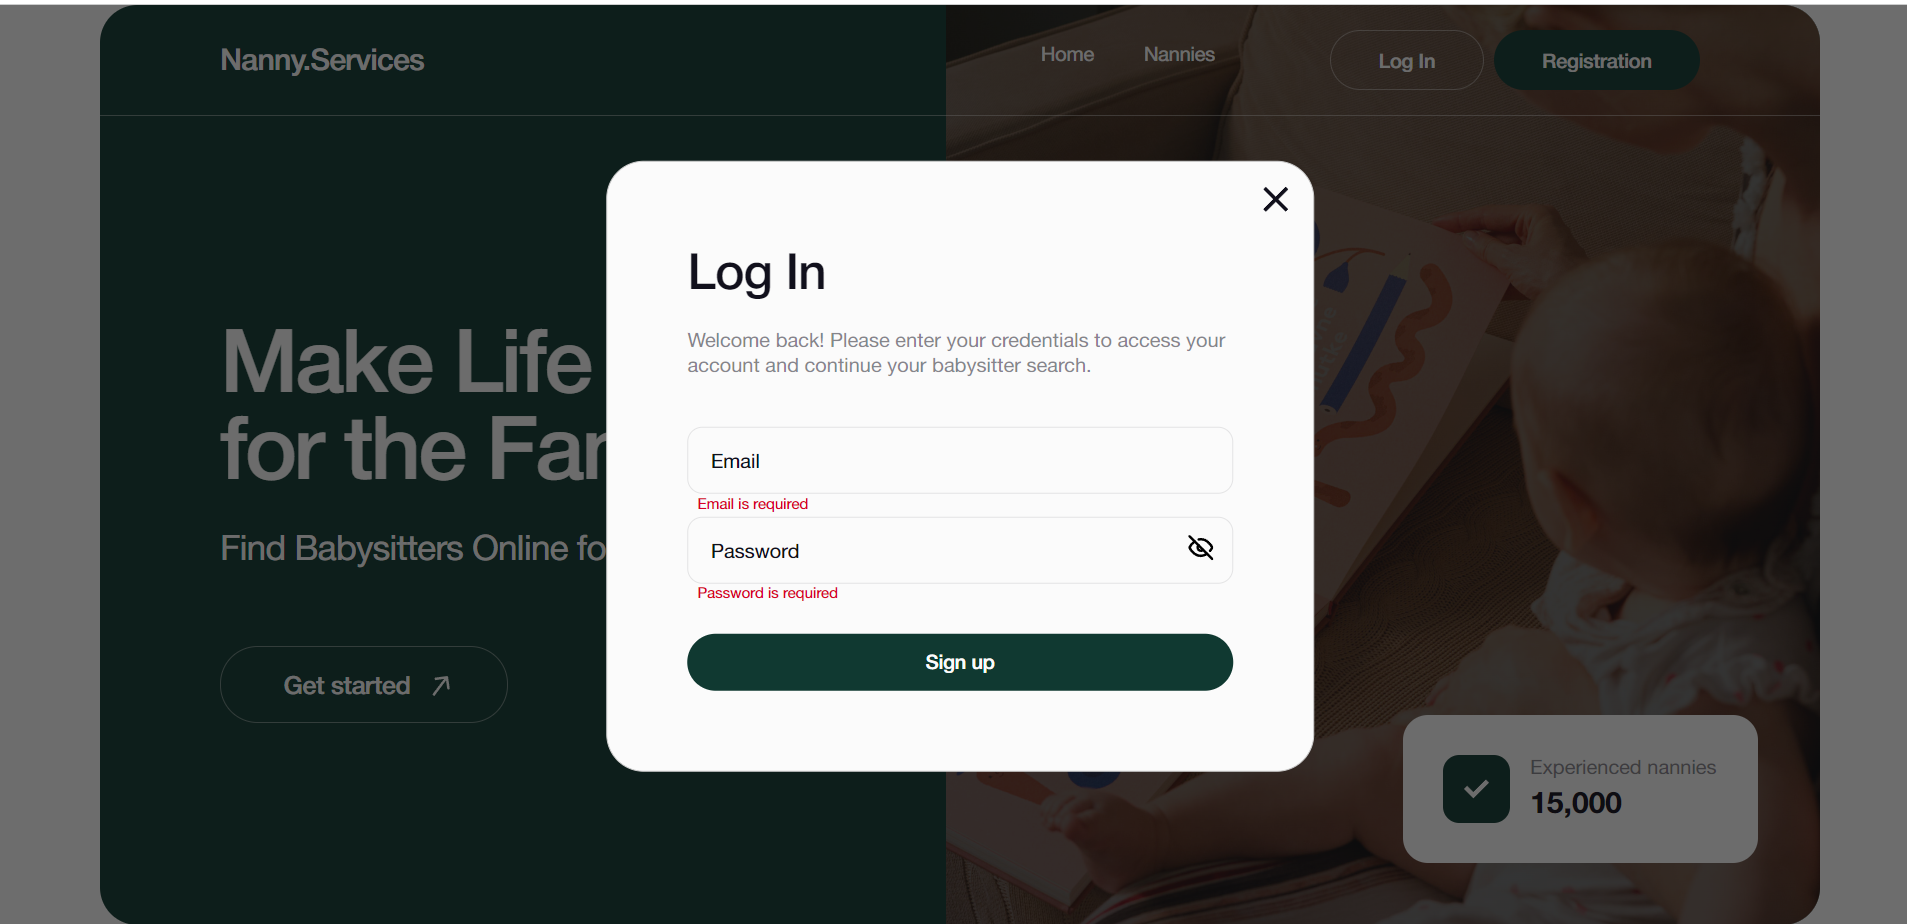 Nanny.Services
Home
Nannies
Log In
Registration
Make Life
for the Fa
Find Babysitters Online fo
Get started
Log In
Welcome back! Please enter your credentials to access your
account and continue your babysitter search.
Email
Email is required
Password
Password is required
Sign up
Experienced nannies
15,000